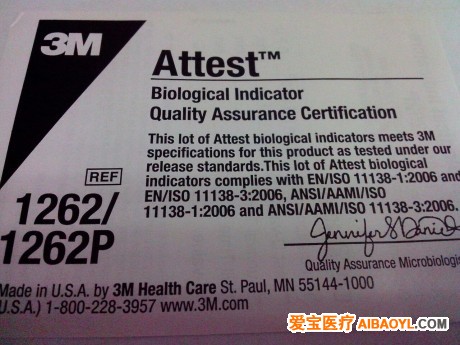 3M
Attest™
Biological Indicator
Quality Assurance Certification
This lot of Attest biological indicators meets 3M
specifications for this product as tested under our
release standards.This lot of Attest biological
indicators complies with EN/ISO 11138-1:2006 and
EN/ISO 11138-3:2006, ANSI/AAMI/ISO
11138-1:2006 and ANSI/AAMI/ISO 11138-3:2006.
REF
1262/
1262P
Jennifer S Daniel
Quality Assurance Microbiologis
Made in U.S.A. by 3M Health Care St. Paul, MN 55144-1000
U.S.A.) 1-800-228-3957 www.3M.com
爱宝医疗 AIBAOYL.COM